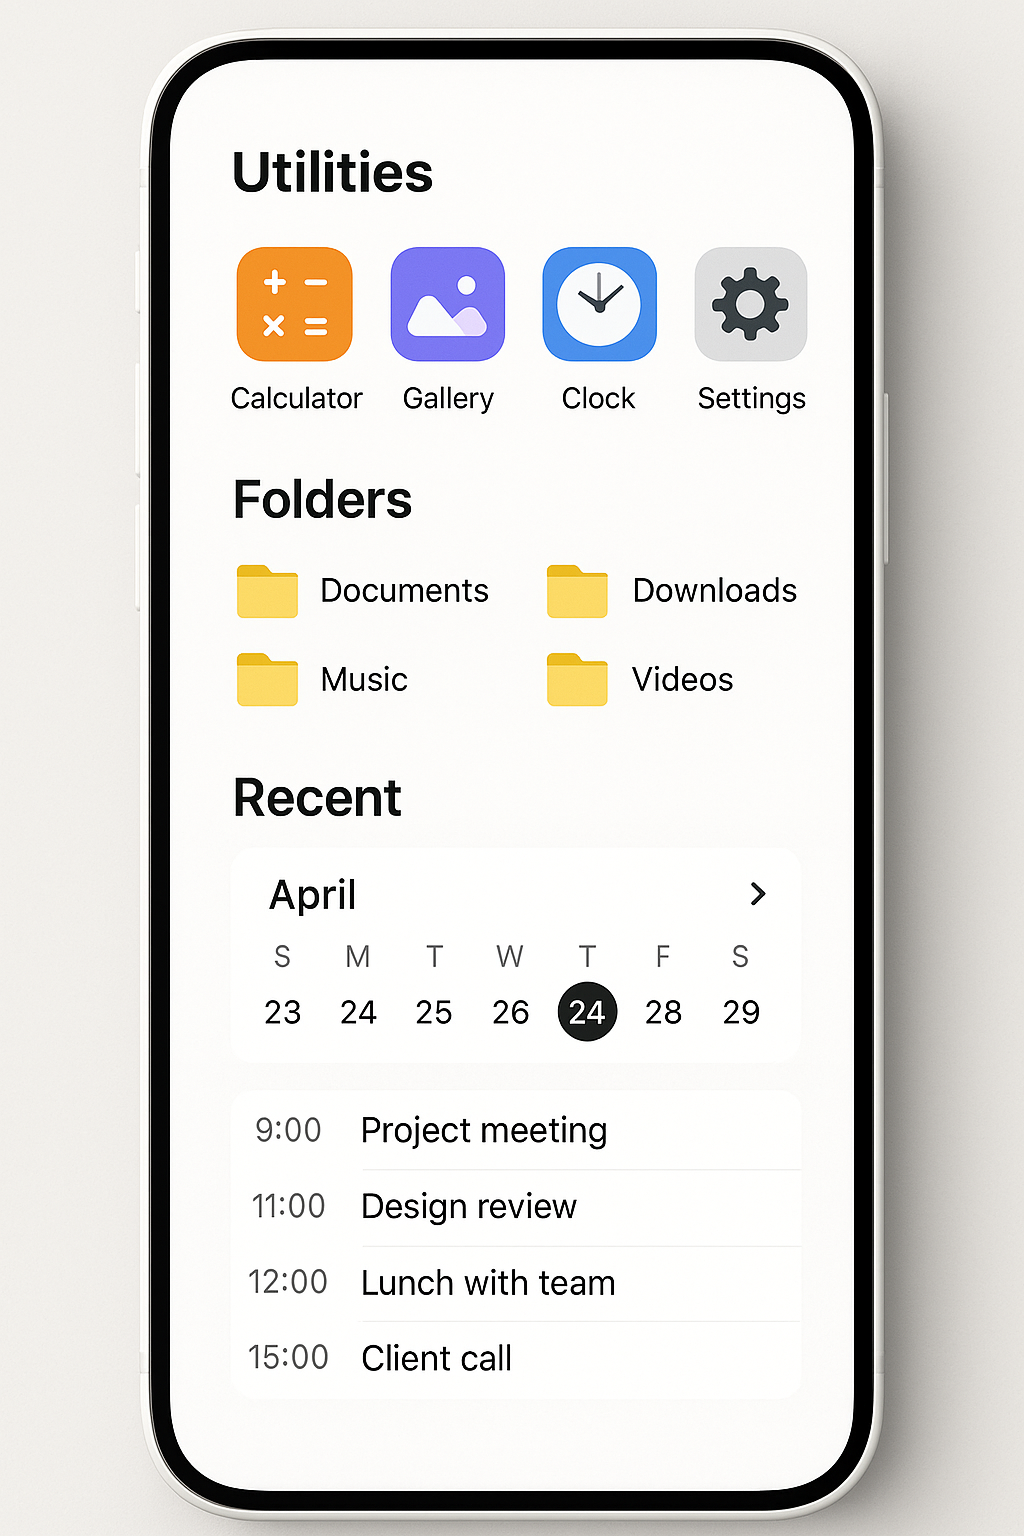 Utilities
Calculator Gallery Clock Settings
Folders
Documents Downloads
Music Videos
Recent
April
S M T W T F S
23 24 25 26 24 28 29
9:00 Project meeting
11:00 Design review
12:00 Lunch with team
15:00 Client call